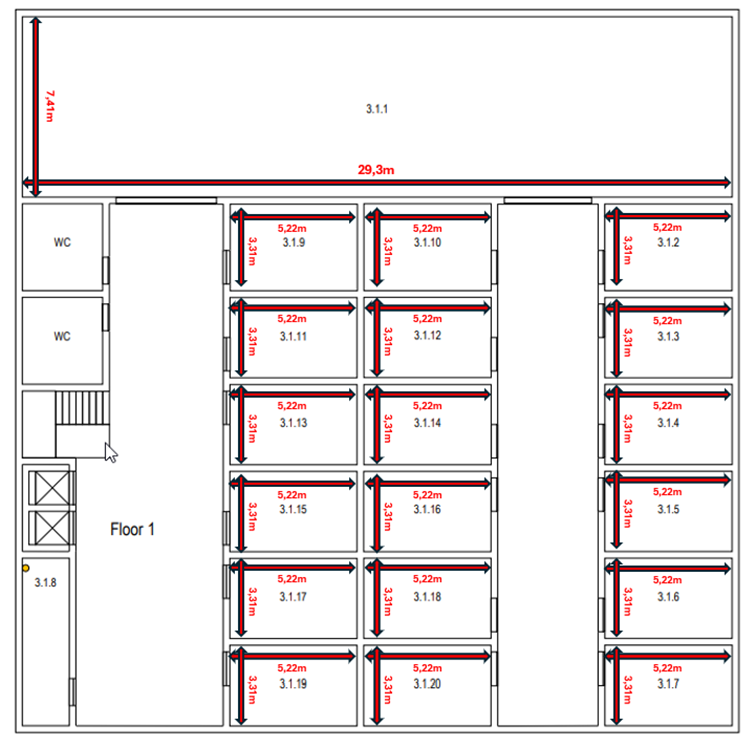 7,41m
3.1.1
29,3m
WC
5,22m
3,31m
3.1.9
5,22m
3,31m
3.1.10
5,22m
3,31m
3.1.2
WC
5,22m
3,31m
3.1.11
5,22m
3,31m
3.1.12
5,22m
3,31m
3.1.3
5,22m
3,31m
3.1.13
5,22m
3,31m
3.1.14
5,22m
3,31m
3.1.4
Floor 1
5,22m
3,31m
3.1.15
5,22m
3,31m
3.1.16
5,22m
3,31m
3.1.5
3.1.8
5,22m
3,31m
3.1.17
5,22m
3,31m
3.1.18
5,22m
3,31m
3.1.6
5,22m
3,31m
3.1.19
5,22m
3,31m
3.1.20
5,22m
3,31m
3.1.7